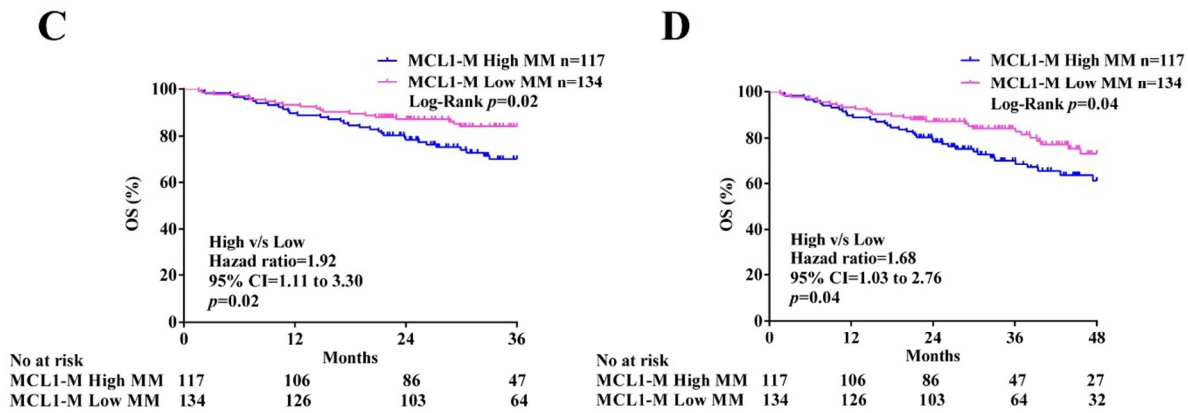 C
MCL1-M High MM n=117
MCL1-M Low MM n=134
Log-Rank p=0.02
100
80
60
40
20
0
OS (%)
High v/s Low
Hazad ratio=1.92
95% CI=1.11 to 3.30
p=0.02
0 12 24 36
Months
No at risk
MCL1-M High MM 117 106 86 47
MCL1-M Low MM 134 126 103 64
D
MCL1-M High MM n=117
MCL1-M Low MM n=134
Log-Rank p=0.04
100
80
60
40
20
0
OS (%)
High v/s Low
Hazad ratio=1.68
95% CI=1.03 to 2.76
p=0.04
0 12 24 36 48
Months
No at risk
MCL1-M High MM 117 106 86 47 27
MCL1-M Low MM 134 126 103 64 32